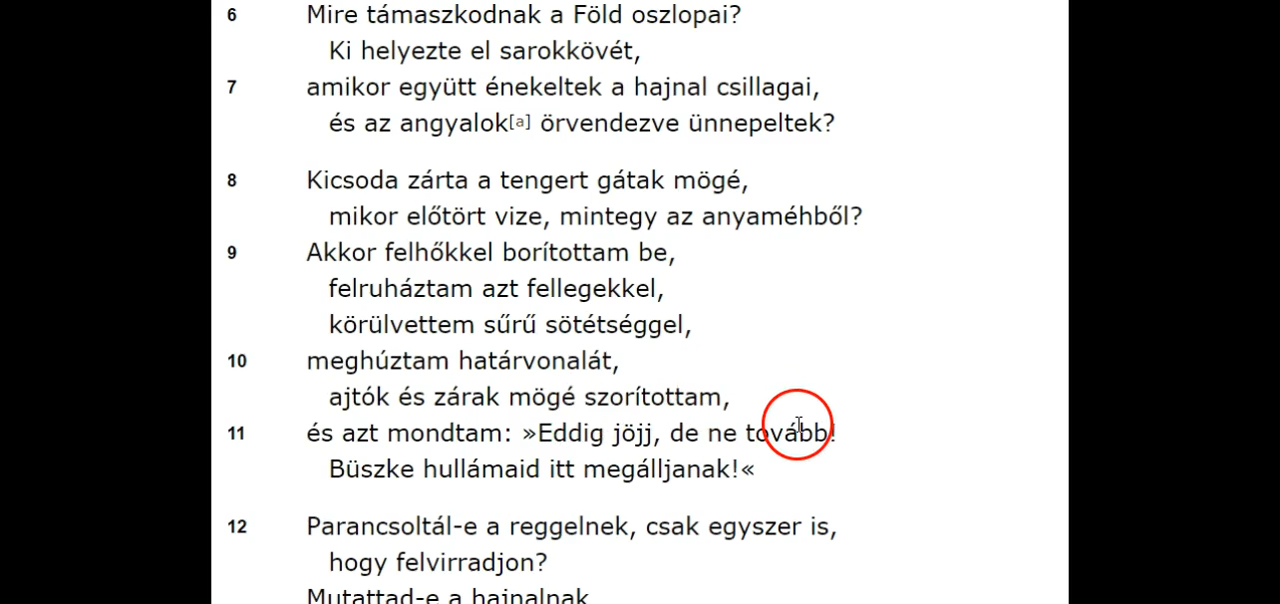 6 Mire támaszkodnak a Föld oszlopai?
Ki helyezte el sarokkövét,
7 amikor együtt énekeltek a hajnal csillagai,
és az angyalok[a] örvendezve ünnepeltek?
8 Kicsoda zárta a tengert gátak mögé,
mikor előtört vize, mintegy az anyaméhből?
9 Akkor felhőkkel borítottam be,
felruháztam azt fellegekkel,
körülvettem sűrű sötétséggel,
10 meghúztam határvonalát,
ajtók és zárak mögé szorítottam,
11 és azt mondtam: »Eddig jöjj, de ne tovább!
Büszke hullámaid itt megálljanak!«
12 Parancsoltál-e a reggelnek, csak egyszer is,
hogy felvirradjon?
Mutattad-e a hajnalnak